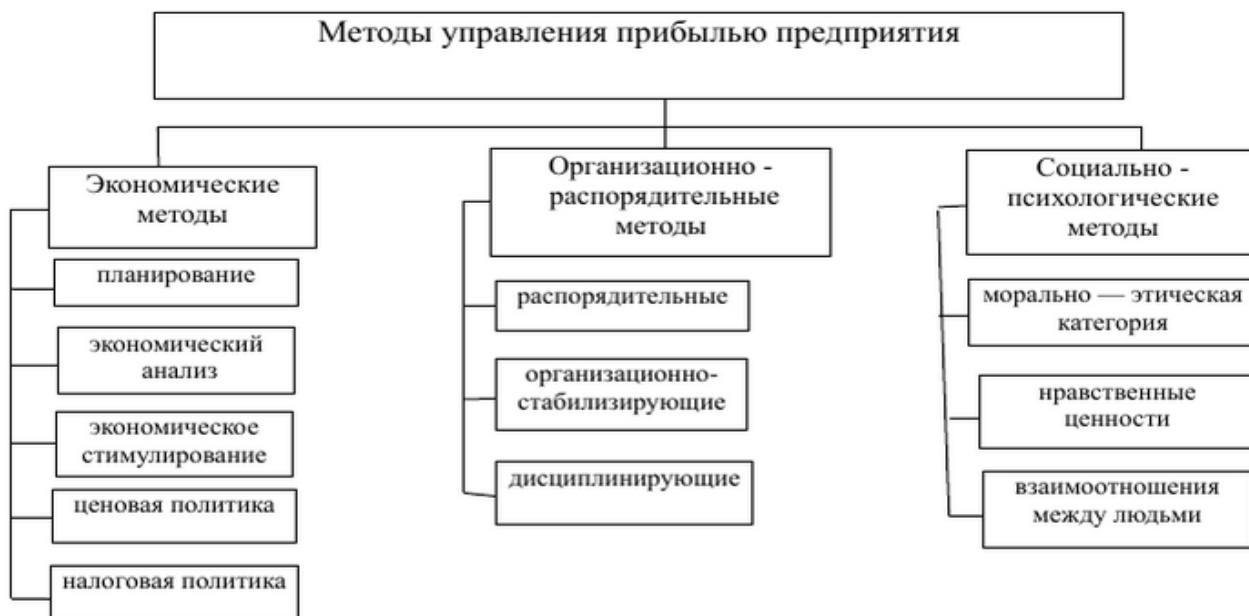 Методы управления прибылью предприятия
Экономические
методы
планирование
экономический
анализ
экономическое
стимулирование
ценовая политика
налоговая политика
Организационно -
распорядительные
методы
распорядительные
организационно-
стабилизирующие
дисциплинирующие
Социально -
психологические
методы
морально — этическая
категория
нравственные
ценности
взаимоотношения
между людьми